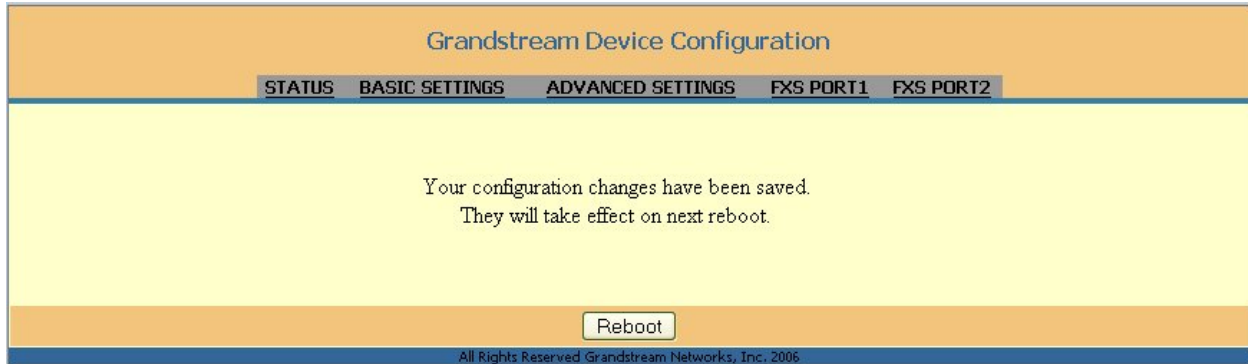 Grandstream Device Configuration
STATUS BASIC SETTINGS ADVANCED SETTINGS FXS PORT1 FXS PORT2
Your configuration changes have been saved.
They will take effect on next reboot.
Reboot
All Rights Reserved Grandstream Networks, Inc. 2006